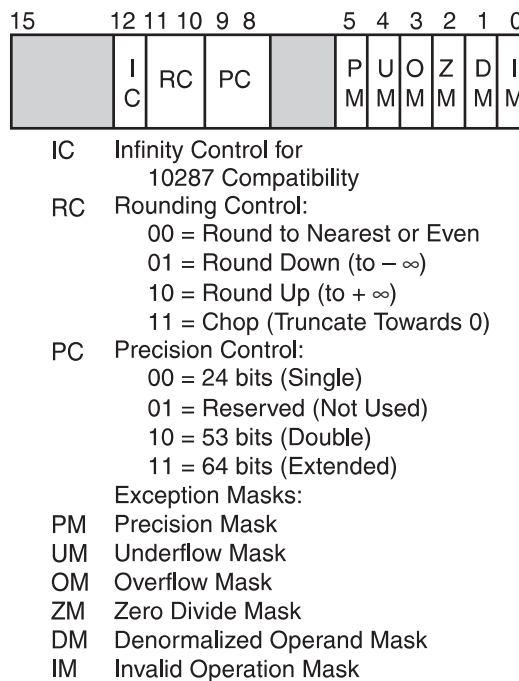 15 12 11 10 9 8 5 4 3 2 1 0
I C RC PC P M U M O M Z M D M I M
IC Infinity Control for
10287 Compatibility
RC Rounding Control:
00 = Round to Nearest or Even
01 = Round Down (to – ∞)
10 = Round Up (to + ∞)
11 = Chop (Truncate Towards 0)
PC Precision Control:
00 = 24 bits (Single)
01 = Reserved (Not Used)
10 = 53 bits (Double)
11 = 64 bits (Extended)
Exception Masks:
PM Precision Mask
UM Underflow Mask
OM Overflow Mask
ZM Zero Divide Mask
DM Denormalized Operand Mask
IM Invalid Operation Mask